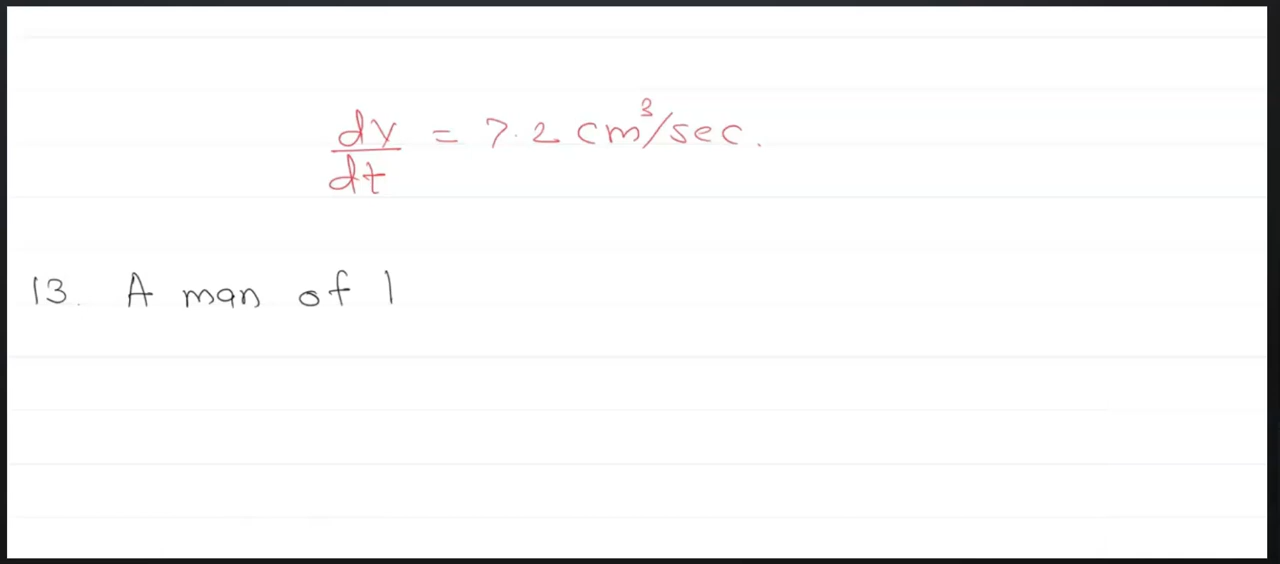 dv/dt = 7.2 cm³/sec.
13. A man of 1